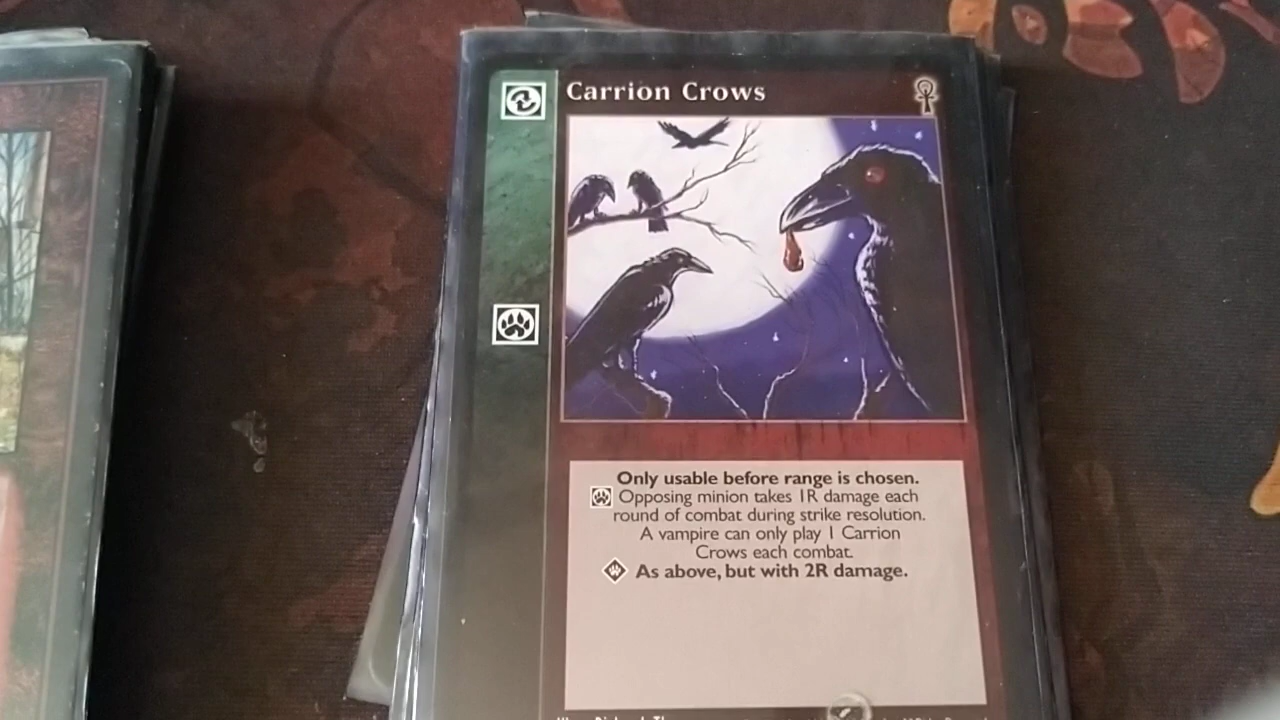 Carrion Crows
Only usable before range is chosen.
Opposing minion takes 1R damage each
round of combat during strike resolution.
A vampire can only play 1 Carrion
Crows each combat.
As above, but with 2R damage.